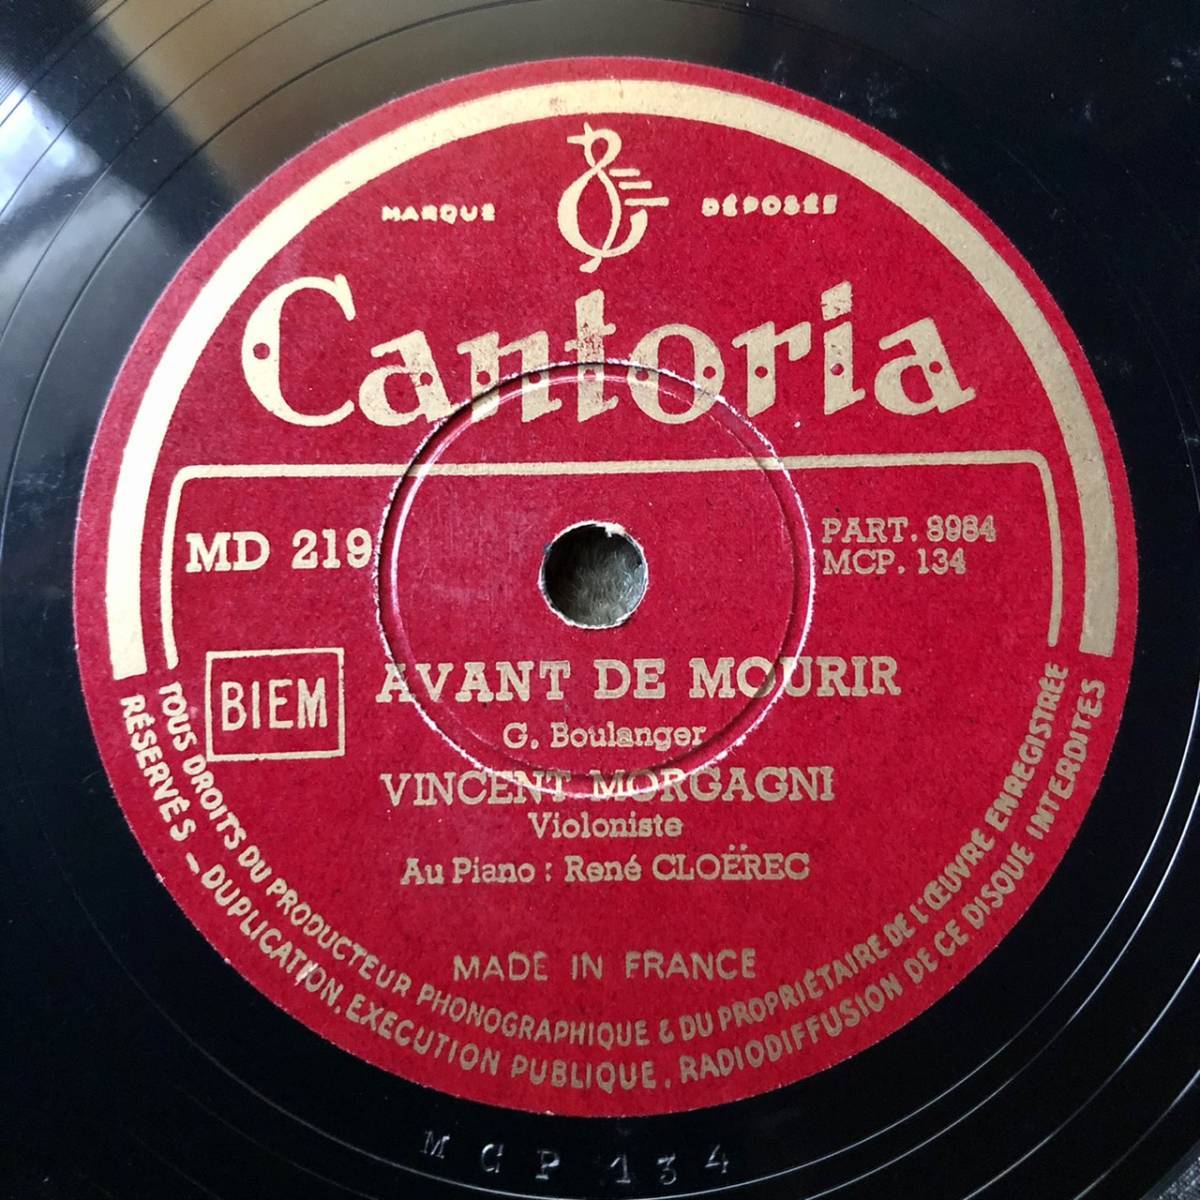 MARQUE DÉPOSÉE
Cantoria
MD 219
PART. 8984
MCP. 134
BIEM
AVANT DE MOURIR
G. Boulanger
VINCENT MORGAGNI
Violoniste
Au Piano : René CLOËREC
MADE IN FRANCE
TOUS DROITS DU PRODUCTEUR PHONOGRAPHIQUE & DU PROPRIÉTAIRE DE L'ŒUVRE ENREGISTRÉE
RÉSERVÉS _ DUPLICATION, EXECUTION PUBLIQUE, RADIODIFFUSION DE CE DISQUE INTERDITES
MCP 134